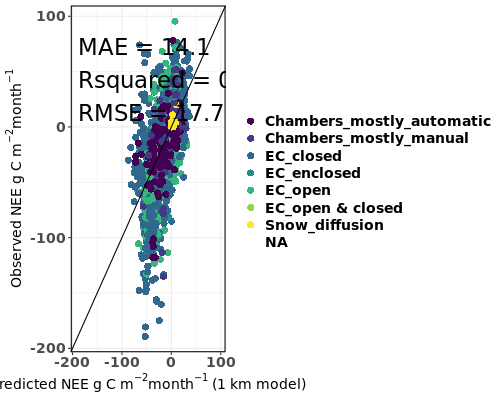 MAE = 14.1
Rsquared = 0
RMSE = 17.7
100
0
-100
-200
-200 -100 0 100
Observed NEE g C m−2month−1
redicted NEE g C m−2month−1 (1 km model)
Chambers_mostly_automatic
Chambers_mostly_manual
EC_closed
EC_enclosed
EC_open
EC_open & closed
Snow_diffusion
NA